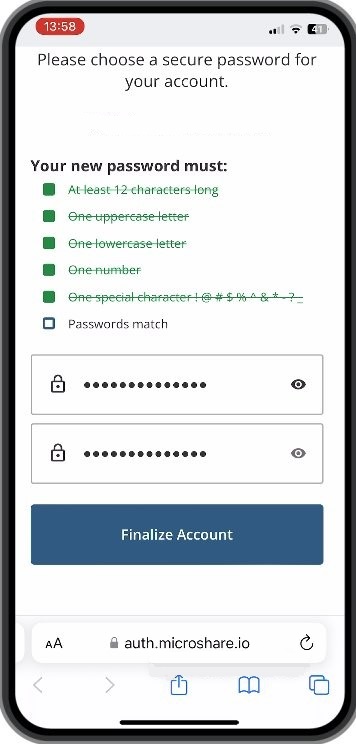 13:58
41
Please choose a secure password for
your account.
Your new password must:
At least 12 characters long
One uppercase letter
One lowercase letter
One number
One special character ! @ # $ % ^ & * - ? _
Passwords match
••••••••••••••
••••••••••••••
Finalize Account
AA auth.microshare.io